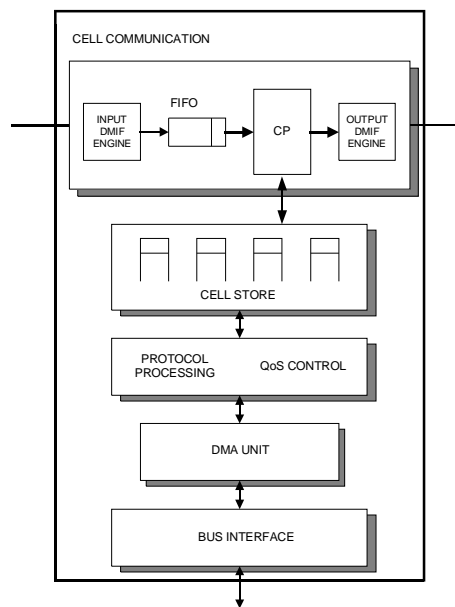 CELL COMMUNICATION
FIFO
INPUT
DMIF
ENGINE
CP
OUTPUT
DMIF
ENGINE
CELL STORE
PROTOCOL
PROCESSING
QoS CONTROL
DMA UNIT
BUS INTERFACE